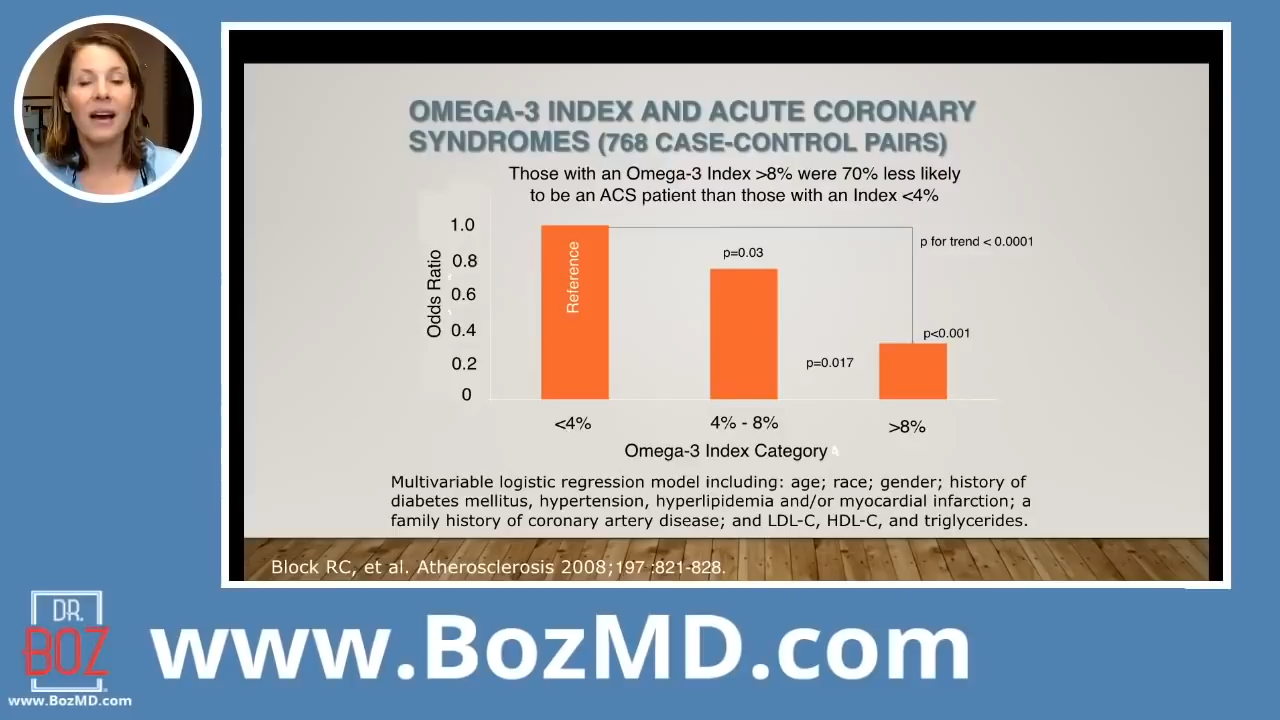 OMEGA-3 INDEX AND ACUTE CORONARY
SYNDROMES (768 CASE-CONTROL PAIRS)
Those with an Omega-3 Index >8% were 70% less likely
to be an ACS patient than those with an Index <4%
Odds Ratio
1.0
0.8
0.6
0.4
0.2
0
Reference
p=0.03
p=0.017
p for trend < 0.0001
p<0.001
<4%
4% - 8%
>8%
Omega-3 Index Category
Multivariable logistic regression model including: age; race; gender; history of
diabetes mellitus, hypertension, hyperlipidemia and/or myocardial infarction; a
family history of coronary artery disease; and LDL-C, HDL-C, and triglycerides.
Block RC, et al. Atherosclerosis 2008;197:821-828.
DR.
BOZ
www.BozMD.com
www.BozMD.com